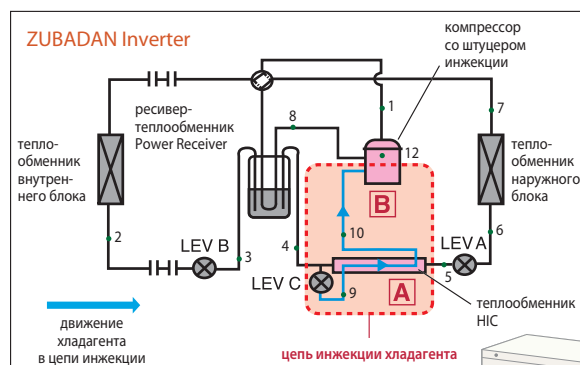 ZUBADAN Inverter
компрессор
со штуцером
инжекции
ресивер-
теплообменник
Power Receiver
8
1
7
12
тепло-
обменник
внутрен-
него блока
тепло-
обменник
наружного
блока
B
2
LEV B
3
4
10
LEV A
6
5
LEV C
9
A
теплообменник
HIC
движение
хладагента
в цепи инжекции
цепь инжекции хладагента